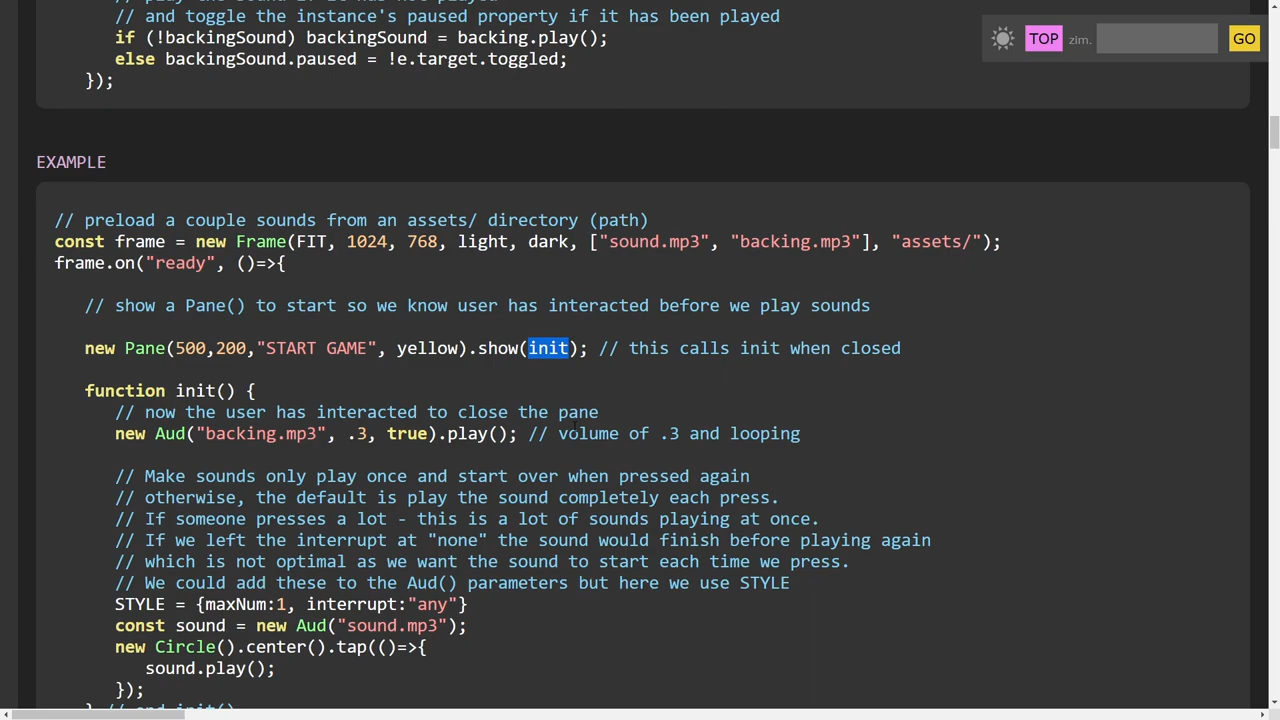 // and toggle the instance's paused property if it has been played
if (!backingSound) backingSound = backing.play();
else backingSound.paused = !e.target.toggled;
});
TOP zim. GO
EXAMPLE
// preload a couple sounds from an assets/ directory (path)
const frame = new Frame(FIT, 1024, 768, light, dark, ["sound.mp3", "backing.mp3"], "assets/");
frame.on("ready", ()=>{
// show a Pane() to start so we know user has interacted before we play sounds
new Pane(500,200,"START GAME", yellow).show(init); // this calls init when closed
function init() {
// now the user has interacted to close the pane
new Aud("backing.mp3", .3, true).play(); // volume of .3 and looping
// Make sounds only play once and start over when pressed again
// otherwise, the default is play the sound completely each press.
// If someone presses a lot - this is a lot of sounds playing at once.
// If we left the interrupt at "none" the sound would finish before playing again
// which is not optimal as we want the sound to start each time we press.
// We could add these to the Aud() parameters but here we use STYLE
STYLE = {maxNum:1, interrupt:"any"}
const sound = new Aud("sound.mp3");
new Circle().center().tap(()=>{
sound.play();
});
} // end init()